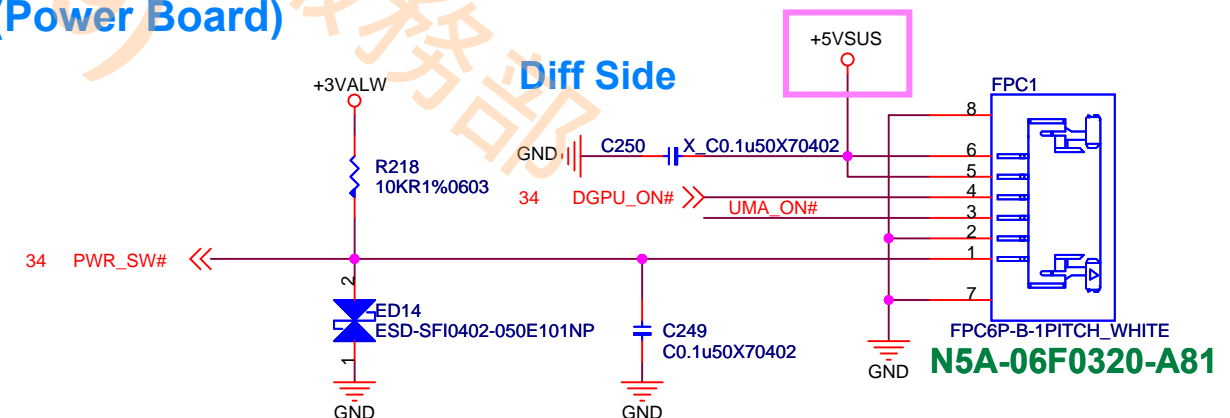 (Power Board)
務部
Diff Side
+5VSUS
+3VALW
FPC1
8
GND
C250
X_C0.1u50X70402
6
R218
10KR1%0603
5
34
DGPU_ON#
4
UMA_ON#
3
2
34
PWR_SW#
1
2
ED14
ESD-SFI0402-050E101NP
1
C249
C0.1u50X70402
7
FPC6P-B-1PITCH_WHITE
N5A-06F0320-A81
GND
GND
GND